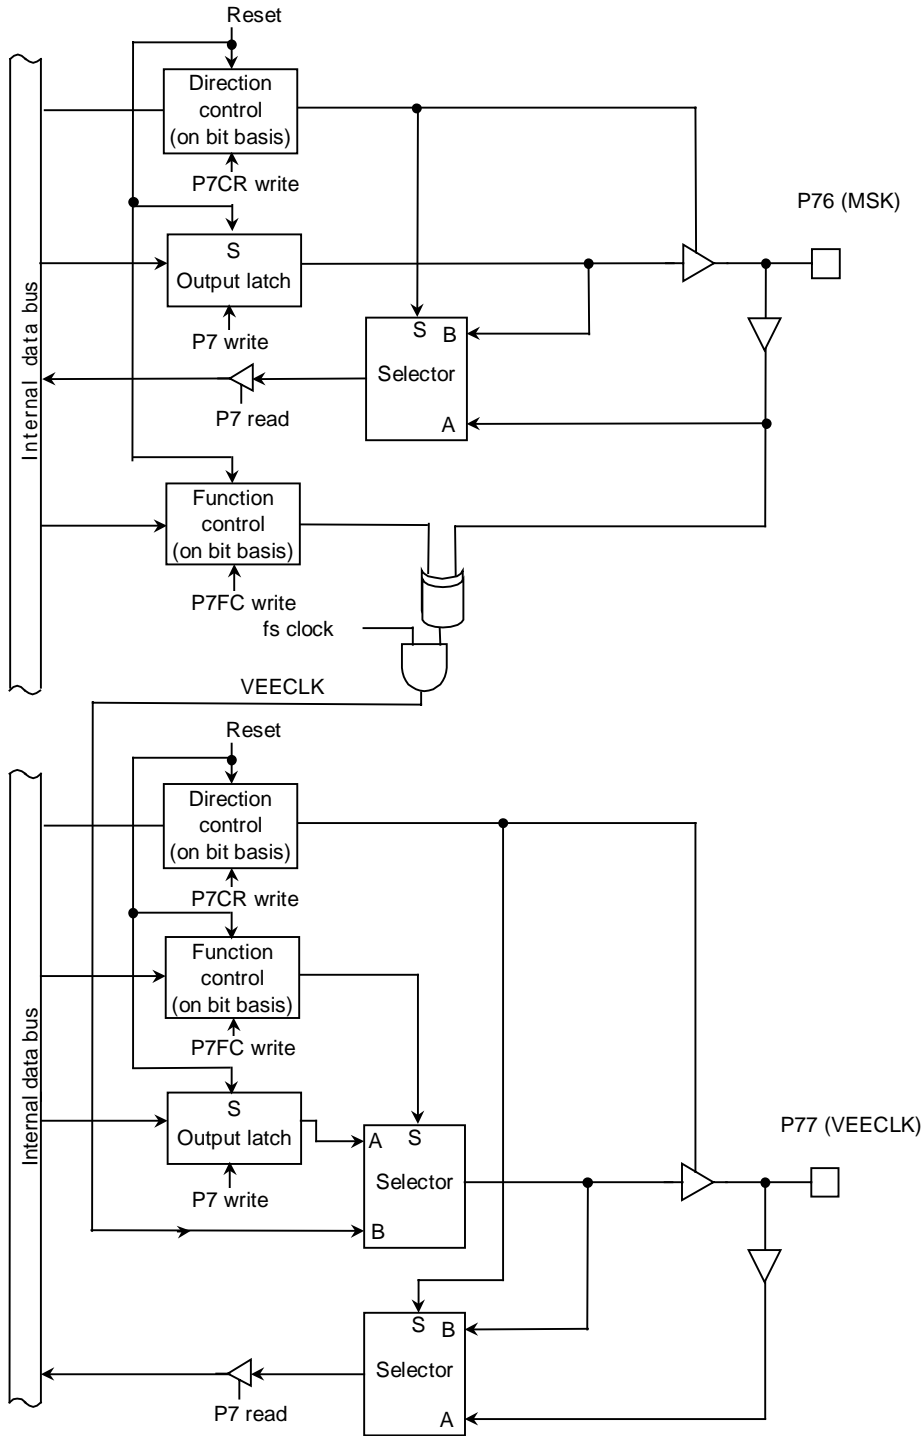 Reset
Direction
control
(on bit basis)
P7CR write
P76 (MSK)
S
Output latch
P7 write
S B
Selector
A
P7 read
Internal data bus
Function
control
(on bit basis)
P7FC write
fs clock
VEECLK
Reset
Direction
control
(on bit basis)
P7CR write
Function
control
(on bit basis)
P7FC write
Internal data bus
S
Output latch
P7 write
A S
Selector
B
P77 (VEECLK)
S B
Selector
A
P7 read